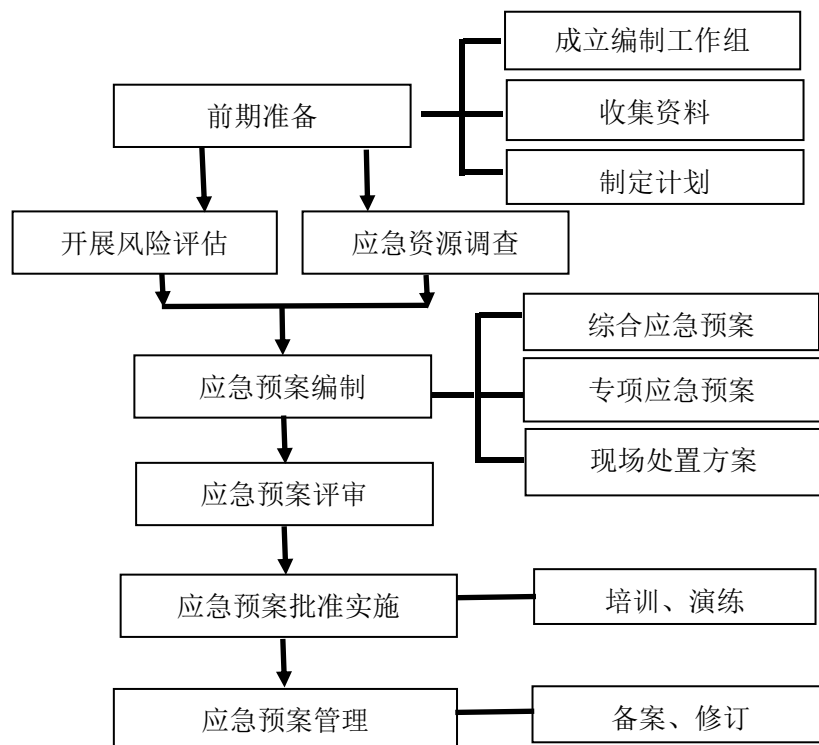 成立编制工作组
前期准备
收集资料
制定计划
开展风险评估
应急资源调查
综合应急预案
应急预案编制
专项应急预案
现场处置方案
应急预案评审
应急预案批准实施
培训、演练
应急预案管理
备案、修订